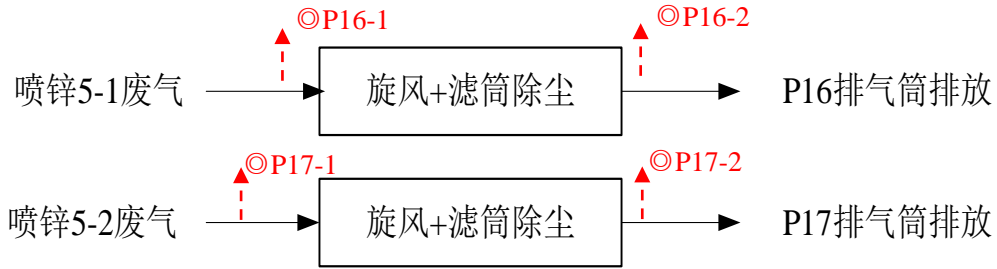 ◎P16-1
◎P16-2
喷锌5-1废气
旋风+滤筒除尘
P16排气筒排放
◎P17-1
◎P17-2
喷锌5-2废气
旋风+滤筒除尘
P17排气筒排放